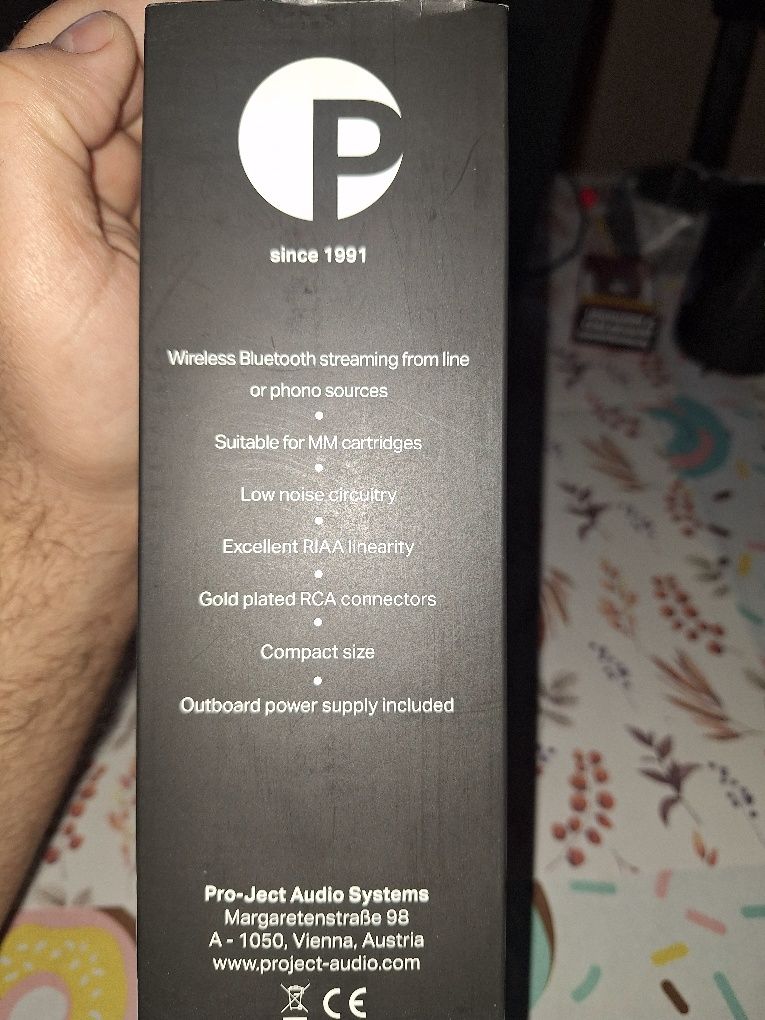 P
since 1991
Wireless Bluetooth streaming from line
or phono sources
•
Suitable for MM cartridges
•
Low noise circuitry
•
Excellent RIAA linearity
•
Gold plated RCA connectors
•
Compact size
•
Outboard power supply included
Pro-Ject Audio Systems
Margaretenstraße 98
A - 1050, Vienna, Austria
www.project-audio.com
CE